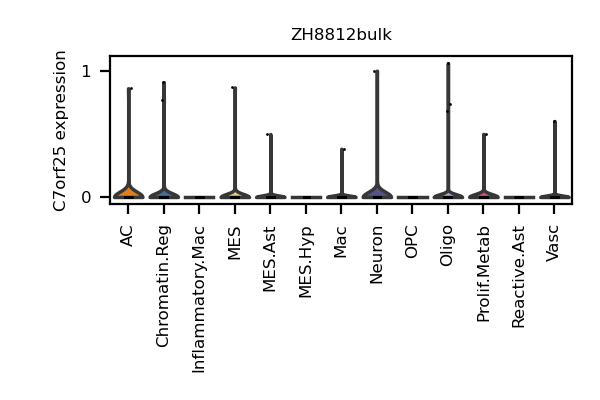 ZH8812bulk
C7orf25 expression
1
0
AC
Chromatin.Reg
Inflammatory.Mac
MES
MES.Ast
MES.Hyp
Mac
Neuron
OPC
Oligo
Prolif.Metab
Reactive.Ast
Vasc